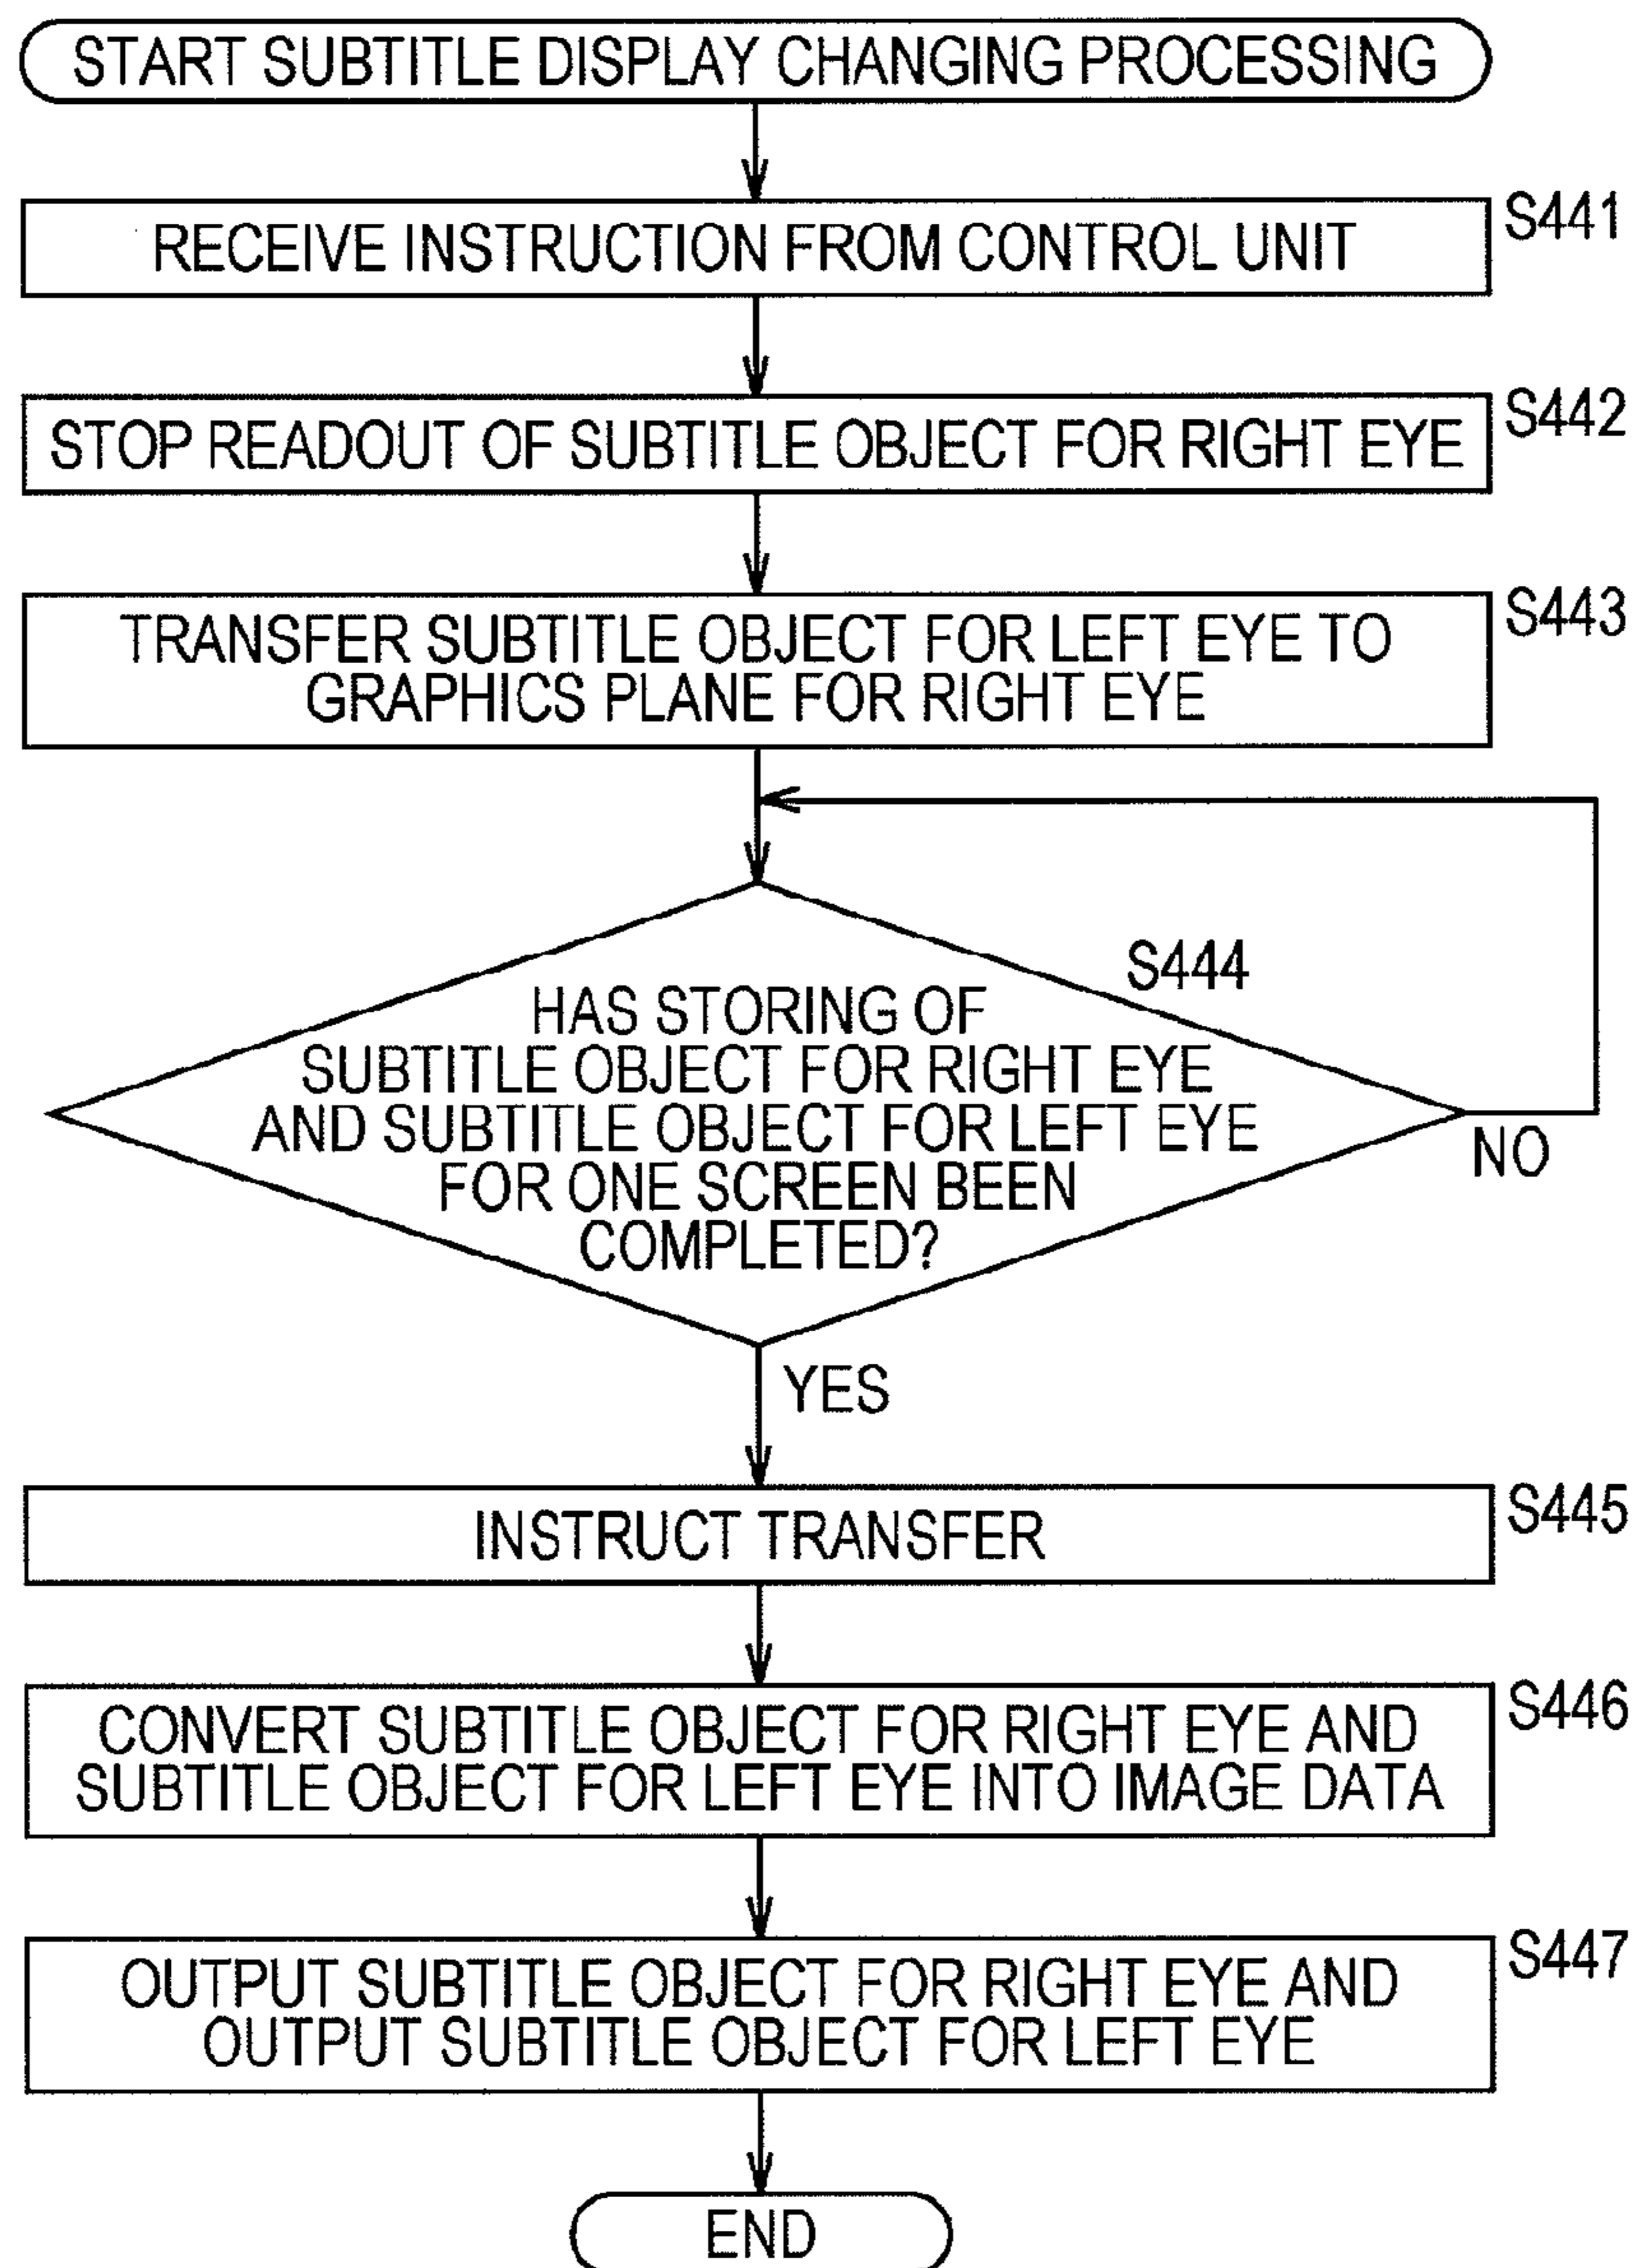 START SUBTITLE DISPLAY CHANGING PROCESSING
S441
RECEIVE INSTRUCTION FROM CONTROL UNIT
S442
STOP READOUT OF SUBTITLE OBJECT FOR RIGHT EYE
S443
TRANSFER SUBTITLE OBJECT FOR LEFT EYE TO
GRAPHICS PLANE FOR RIGHT EYE
S444
HAS STORING OF
SUBTITLE OBJECT FOR RIGHT EYE
AND SUBTITLE OBJECT FOR LEFT EYE
FOR ONE SCREEN BEEN
COMPLETED?
NO
YES
S445
INSTRUCT TRANSFER
S446
CONVERT SUBTITLE OBJECT FOR RIGHT EYE AND
SUBTITLE OBJECT FOR LEFT EYE INTO IMAGE DATA
S447
OUTPUT SUBTITLE OBJECT FOR RIGHT EYE AND
OUTPUT SUBTITLE OBJECT FOR LEFT EYE
END